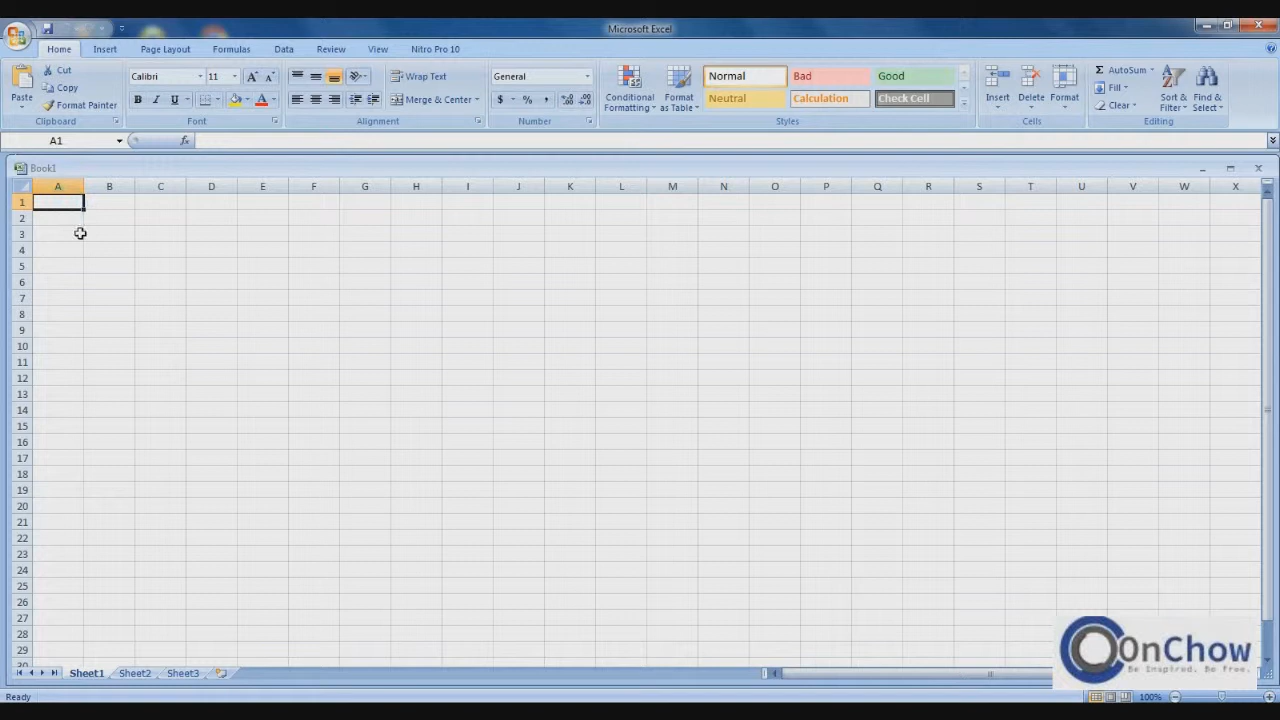 Microsoft Excel
Home Insert Page Layout Formulas Data Review View Nitro Pro 10
Paste
Cut
Copy
Format Painter
Clipboard
Calibri 11
B I U
Font
Wrap Text
Merge & Center
Alignment
General
$ % ,
Number
Conditional Formatting
Format as Table
Normal Bad Good
Neutral Calculation Check Cell
Styles
Insert Delete Format
Cells
Σ AutoSum
Fill
Clear
Sort & Filter
Find & Select
Editing
A1 fx
Book1
A B C D E F G H I J K L M N O P Q R S T U V W X
1
2
3
4
5
6
7
8
9
10
11
12
13
14
15
16
17
18
19
20
21
22
23
24
25
26
27
28
29
30
OnChow
Be Inspired. Be Free.
Sheet1 Sheet2 Sheet3
Ready 100%